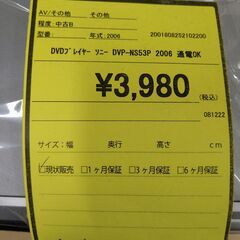 AV/その他 その他
程度:中古B
型番: 年式:2006 2001808252102200
DVDプレイヤー ソニー DVP-NS53P 2006 通電OK
¥3,980
(税込)
081222
サイズ:幅 奥行 高さ cm
☑現状販売 □1ヶ月保証 □3ヶ月保証 □6ヶ月保証